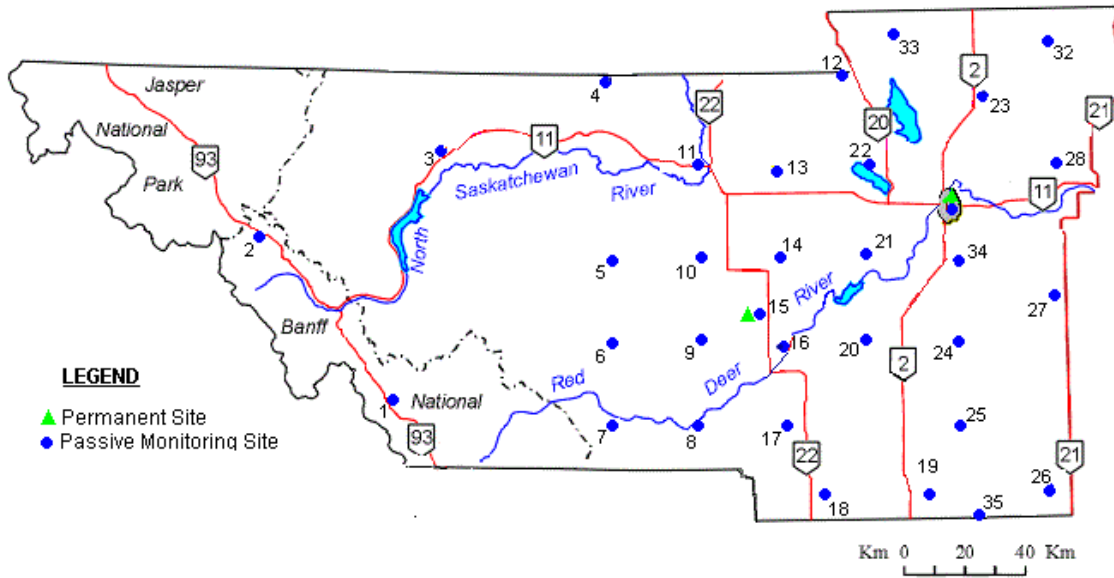 33
32
12
2
Jasper
4
22
23
21
National
20
11
3
11
22
28
93
13
Saskatchewan
Park
River
11
2
North
5
10
14
21
34
River
27
15
Banff
6
9
16
20
24
Deer
2
LEGEND
Red
Permanent Site
National
1
Passive Monitoring Site
93
7
8
17
25
22
21
18
19
26
35
Km 0 20 40 Km